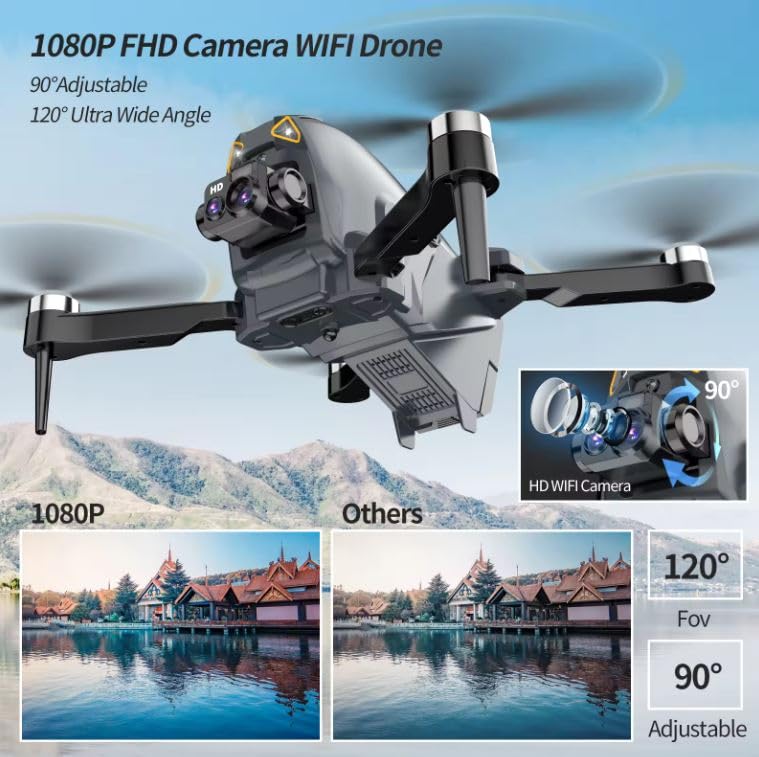 1080P FHD Camera WIFI Drone
90°Adjustable
120° Ultra Wide Angle
HD
90°
HD WIFI Camera
1080P
Others
120°
Fov
90°
Adjustable